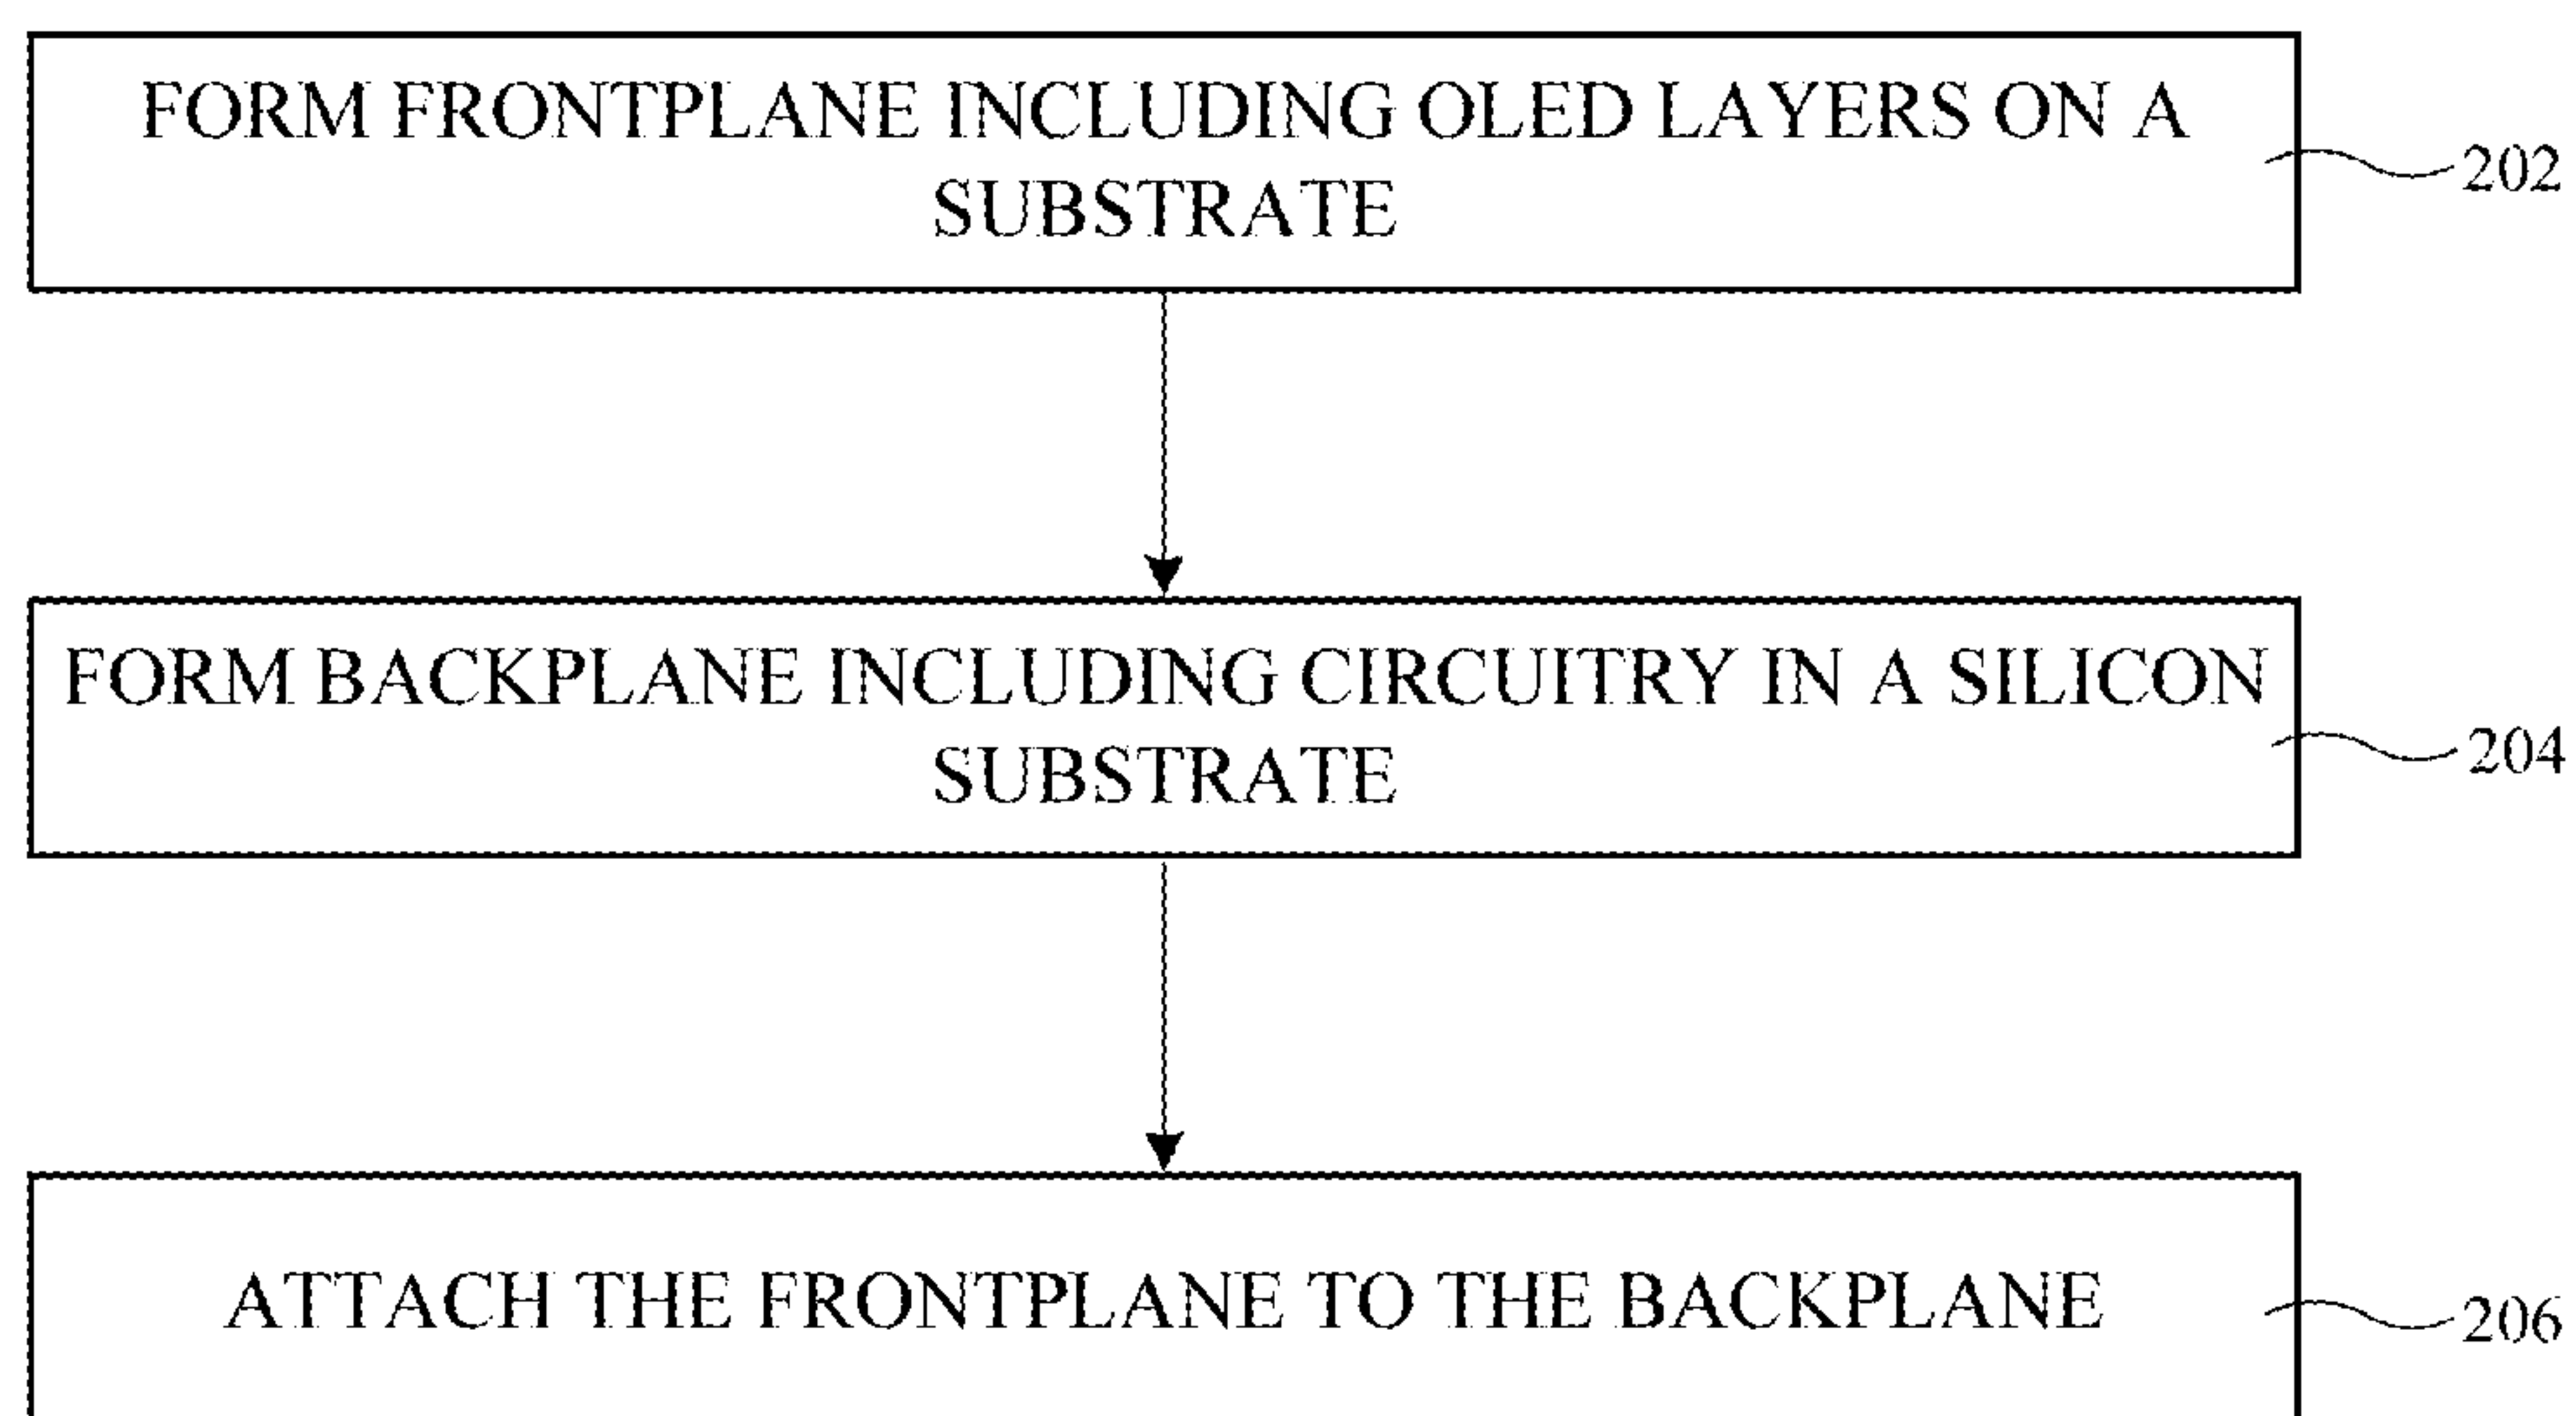 FORM FRONTPLANE INCLUDING OLED LAYERS ON A
SUBSTRATE
202
FORM BACKPLANE INCLUDING CIRCUITRY IN A SILICON
SUBSTRATE
204
ATTACH THE FRONTPLANE TO THE BACKPLANE
206